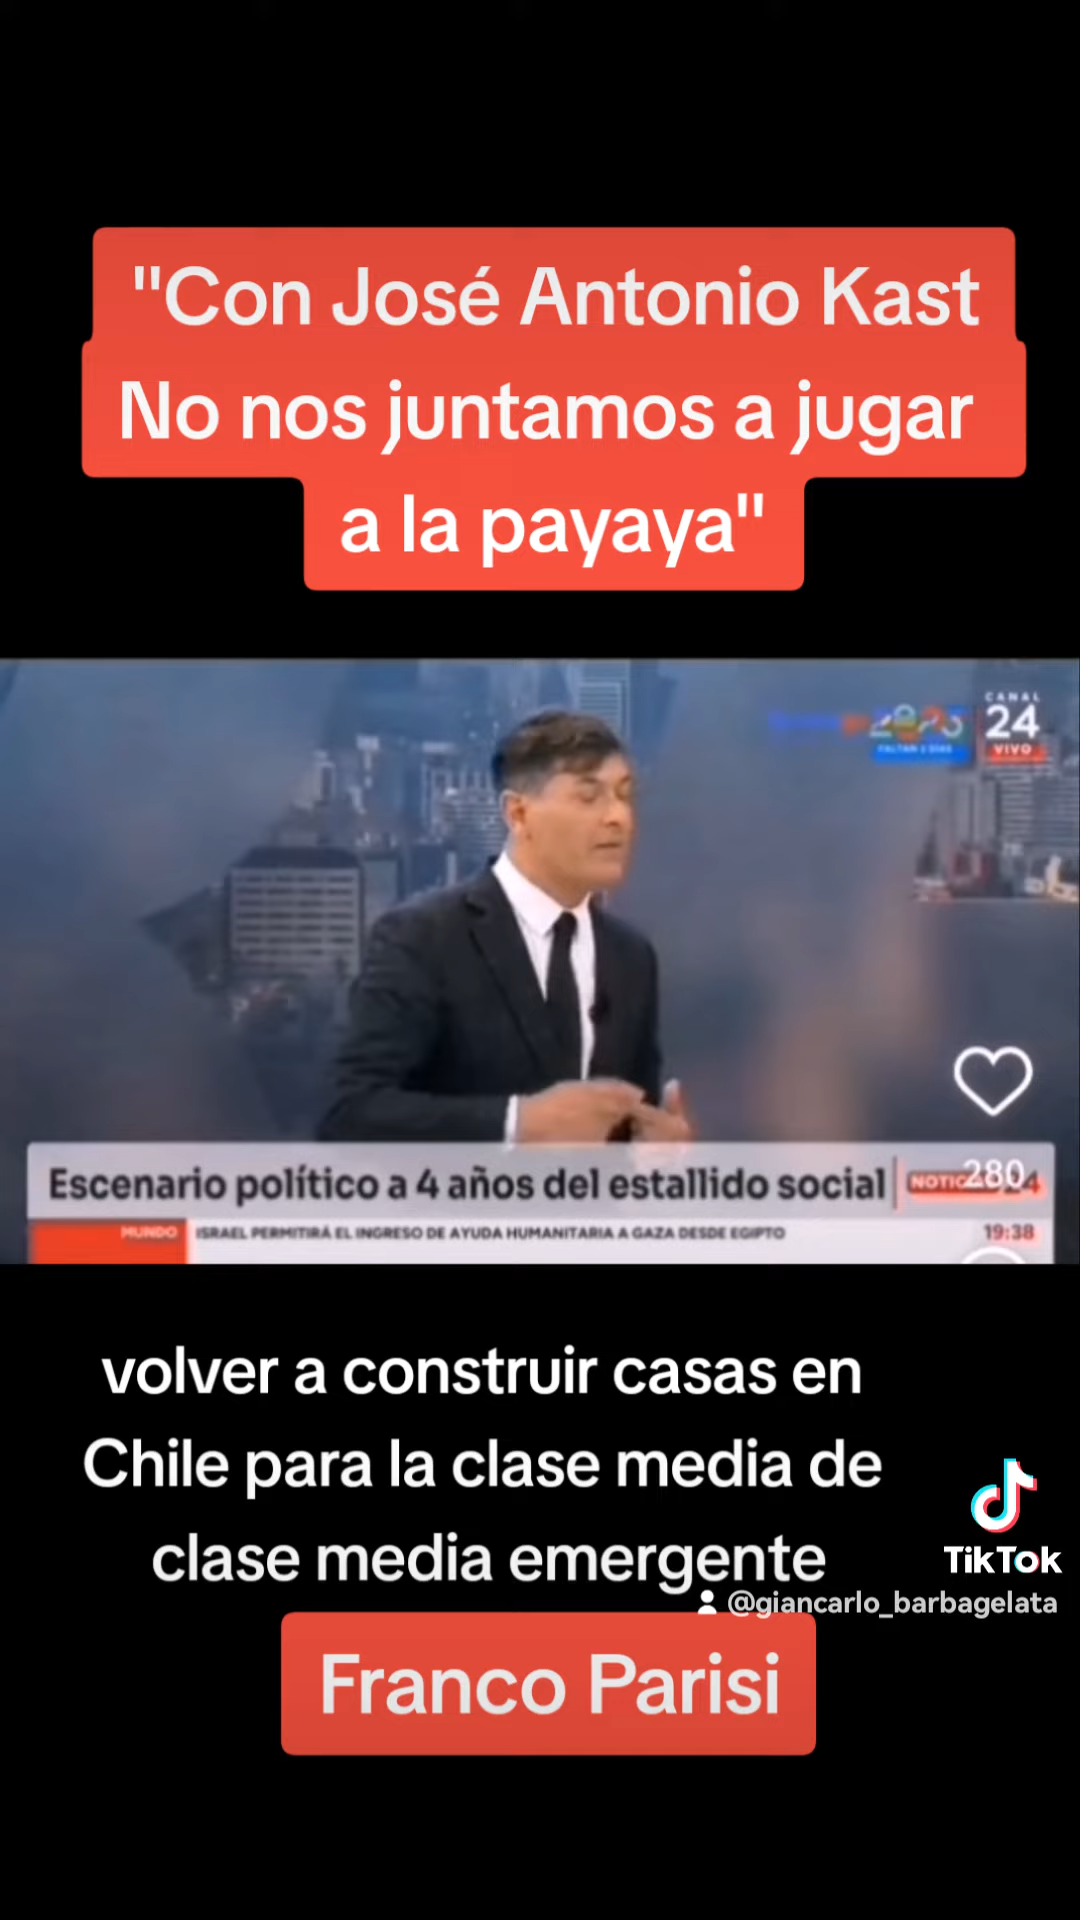 "Con José Antonio Kast
No nos juntamos a jugar
a la payaya"
CANAL
24
VIVO
Escenario político a 4 años del estallido social
280
MUNDO
ISRAEL PERMITIRÁ EL INGRESO DE AYUDA HUMANITARIA A GAZA DESDE EGIPTO
19:38
volver a construir casas en
Chile para la clase media de
clase media emergente
TikTok
@giancarlo_barbagelata
Franco Parisi